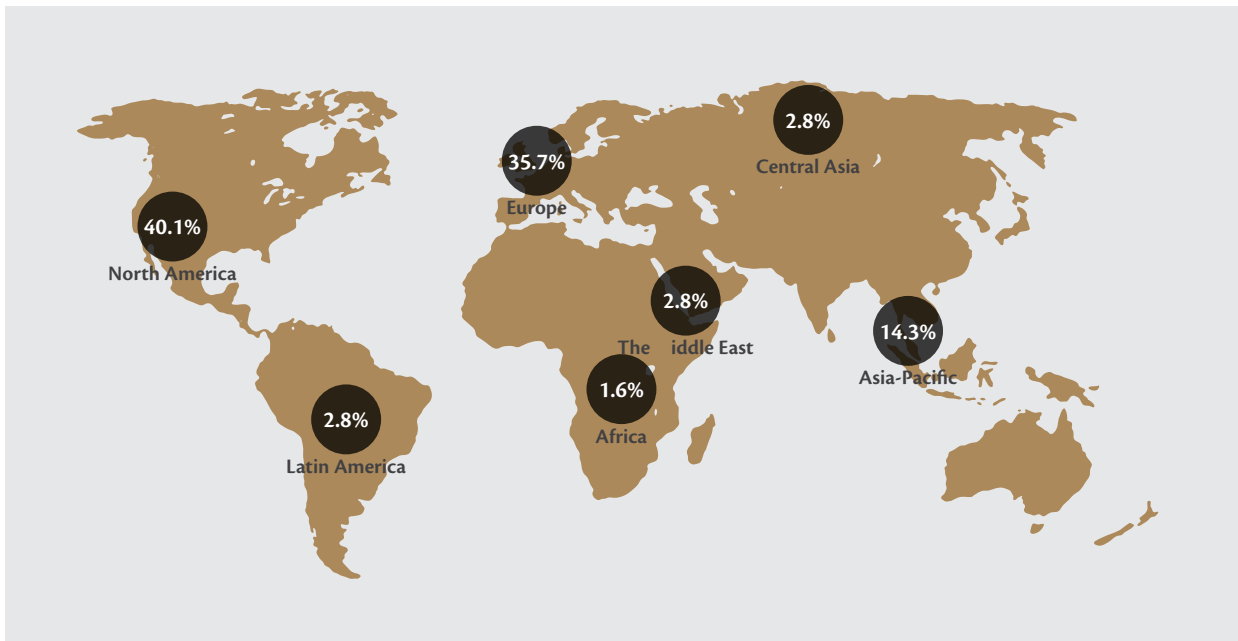 2.8%
Central Asia
35.7%
Europe
40.1%
North America
2.8%
The iddle East
14.3%
Asia-Pacific
1.6%
Africa
2.8%
Latin America